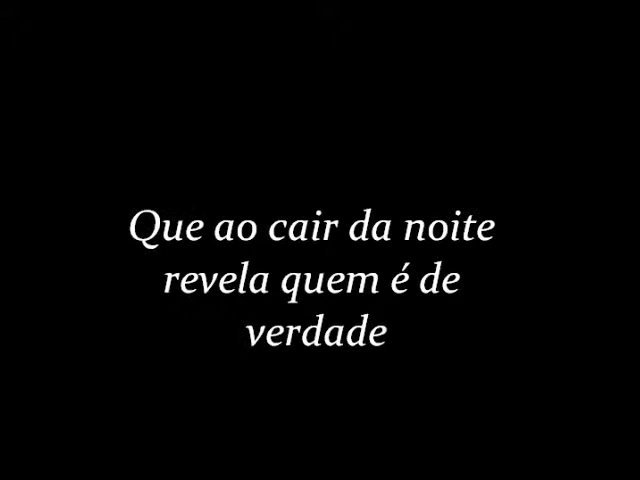 Que ao cair da noite
revela quem é de
verdade